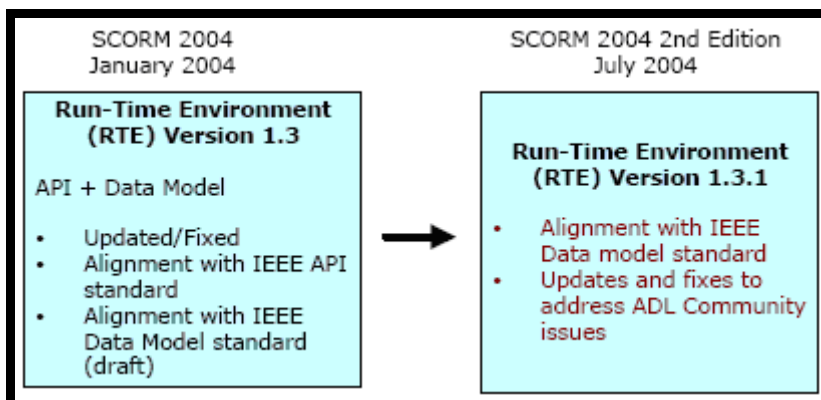 SCORM 2004
January 2004
Run-Time Environment
(RTE) Version 1.3
API + Data Model
• Updated/Fixed
• Alignment with IEEE API
standard
• Alignment with IEEE
Data Model standard
(draft)
SCORM 2004 2nd Edition
July 2004
Run-Time Environment
(RTE) Version 1.3.1
• Alignment with IEEE
Data model standard
• Updates and fixes to
address ADL Community
issues